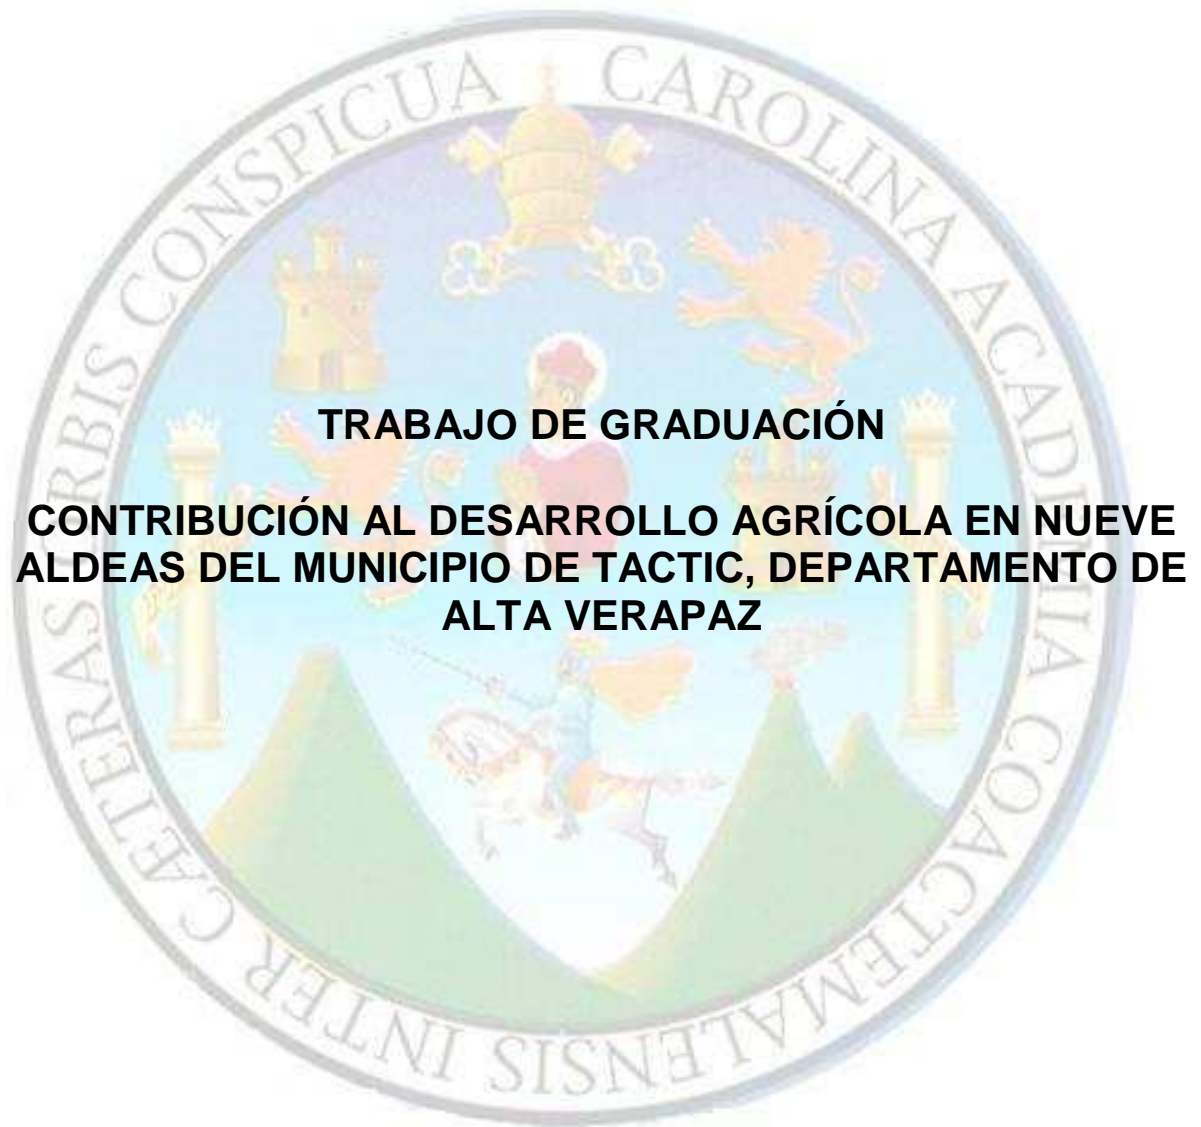 CAROLINA ACADEMIA COACTEMALENSIS INTER CÆTERAS ORBIS CONSPICUA
TRABAJO DE GRADUACIÓN
CONTRIBUCIÓN AL DESARROLLO AGRÍCOLA EN NUEVE
ALDEAS DEL MUNICIPIO DE TACTIC, DEPARTAMENTO DE
ALTA VERAPAZ